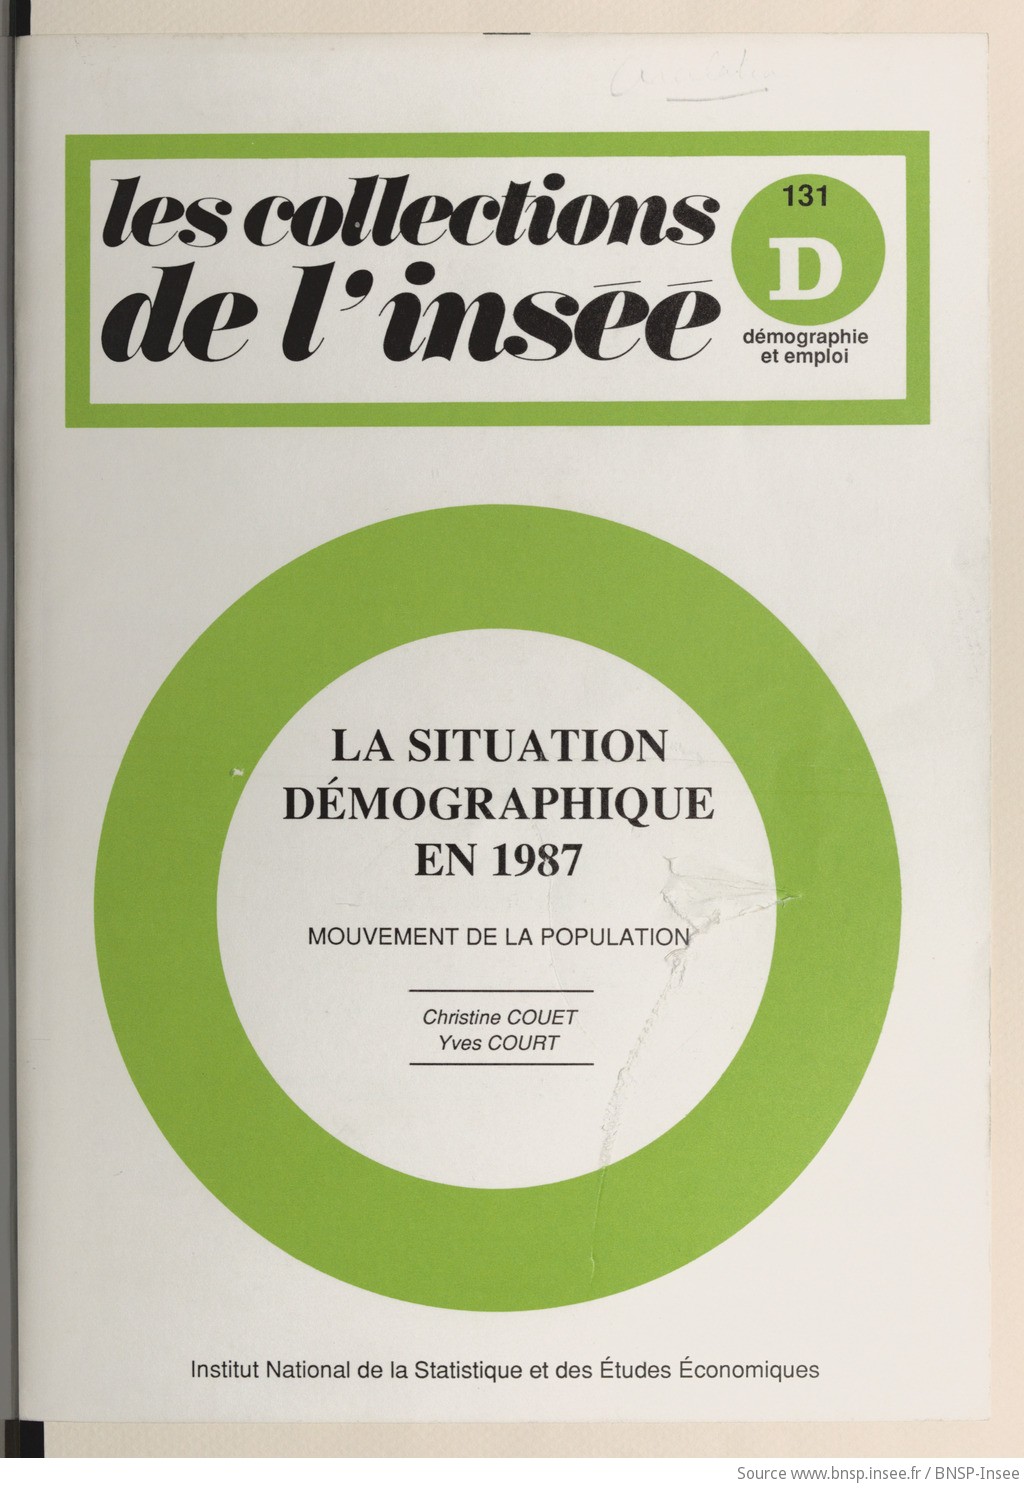 les collections
de l'inséé
131
D
démographie
et emploi
LA SITUATION
DÉMOGRAPHIQUE
EN 1987
MOUVEMENT DE LA POPULATION
Christine COUET
Yves COURT
Institut National de la Statistique et des Études Économiques
Source www.bnsp.insee.fr / BNSP-Insee